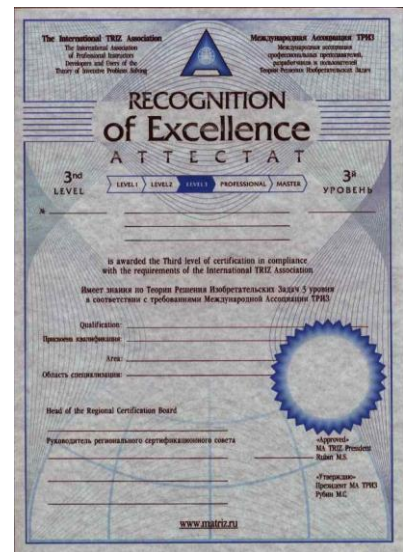 The International TRIZ Association
The International Association
of Professional Instructors
Developers and Users of the
Theory of Inventive Problem Solving
Международная Ассоциация ТРИЗ
Международная ассоциация
профессиональных преподавателей,
разработчиков и пользователей
Теории Решения Изобретательских Задач
RECOGNITION
of Excellence
АТТЕСТАТ
3nd
LEVEL
LEVEL 1 LEVEL 2 LEVEL 3 PROFESSIONAL MASTER
3й
УРОВЕНЬ
№
is awarded the Third level of certification in compliance
with the requirements of the International TRIZ Association
Имеет знания по Теории Решения Изобретательских Задач 3 уровня
в соответствии с требованиями Международной Ассоциации ТРИЗ
Qualification:
Присвоена квалификация:
Area:
Область специализации:
Head of the Regional Certification Board
Руководитель регионального сертификационного совета
«Approved»
MA TRIZ President
Rubin M.S.
«Утверждаю»
Президент МА ТРИЗ
Рубин М.С.
www.matriz.ru